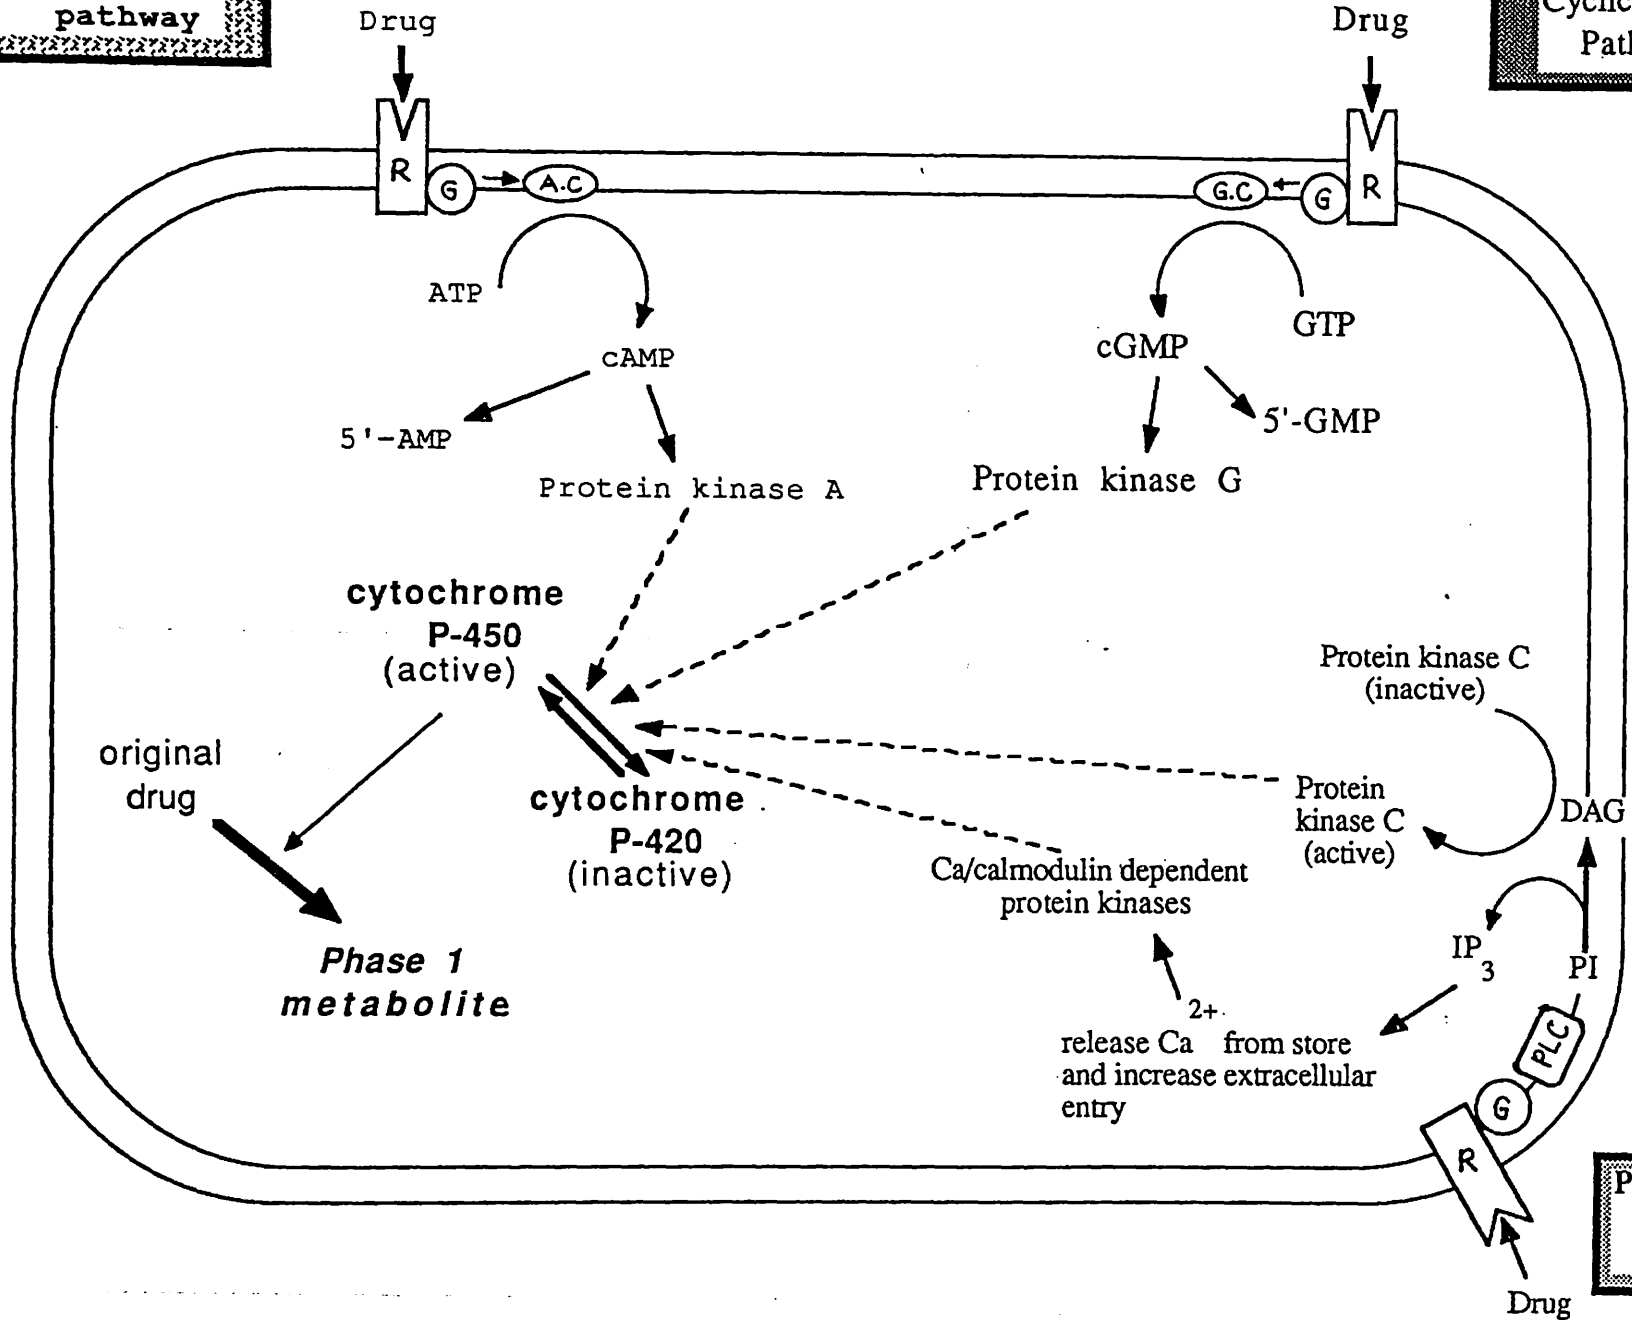 pathway
Drug
Drug
R
G
A.C
G.C
G
R
ATP
cAMP
5'-AMP
Protein kinase A
cGMP
GTP
5'-GMP
Protein kinase G
cytochrome
P-450
(active)
original
drug
cytochrome
P-420
(inactive)
Phase 1
metabolite
Protein kinase C
(inactive)
Protein
kinase C
(active)
DAG
Ca/calmodulin dependent
protein kinases
IP3
PI
release Ca2+ from store
and increase extracellular
entry
PLC
G
R
Drug